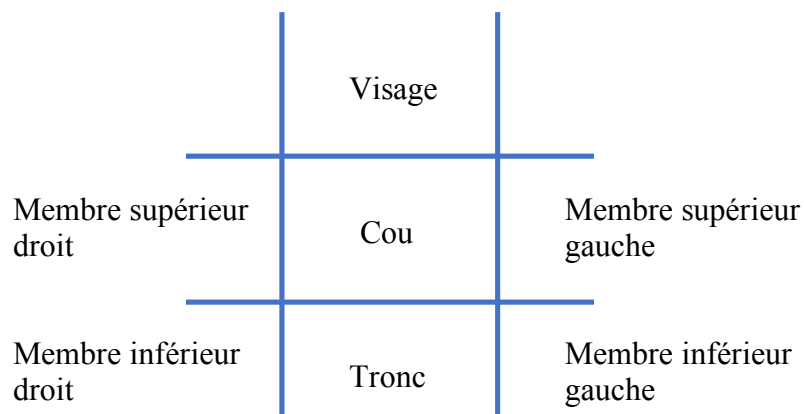 Visage
Membre supérieur
droit
Cou
Membre supérieur
gauche
Membre inférieur
droit
Tronc
Membre inférieur
gauche